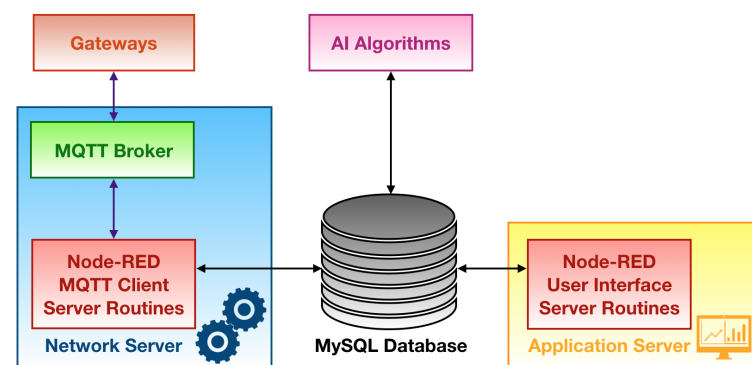 Gateways
AI Algorithms
MQTT Broker
Node-RED
MQTT Client
Server Routines
Node-RED
User Interface
Server Routines
Network Server
MySQL Database
Application Server